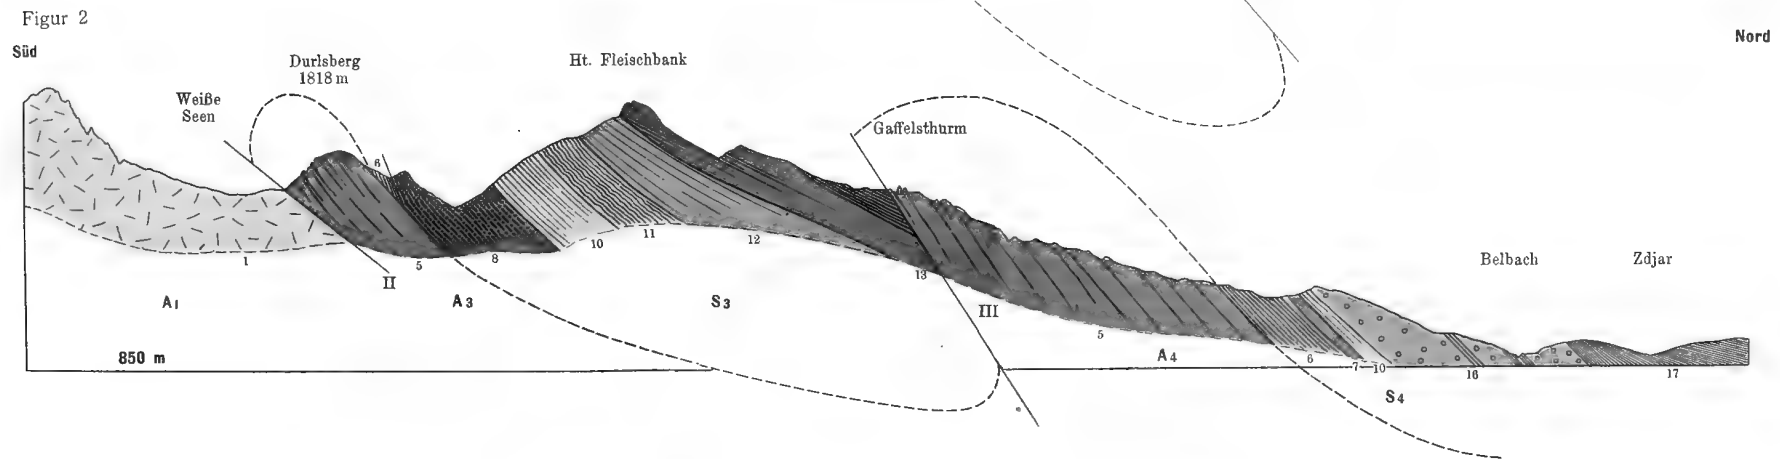 Figur 2
Süd
Nord
Durlsberg
1818 m
Ht. Fleischbank
Weiße
Seen
Gaffelsthurm
6
Belbach
Zdjar
1
5
8
10
11
12
13
II
III
A1
A3
S3
5
A4
6
7
10
16
17
850 m
S4